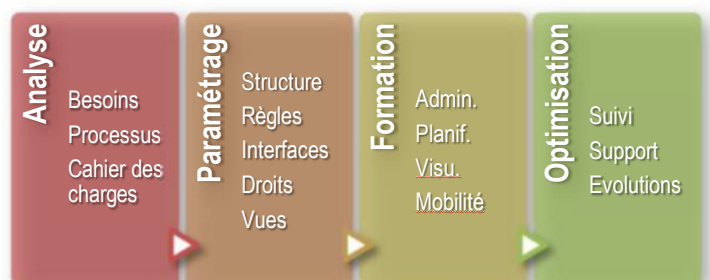 Analyse
Besoins
Processus
Cahier des
charges
Paramétrage
Structure
Règles
Interfaces
Droits
Vues
Formation
Admin.
Planif.
Visu.
Mobilité
Optimisation
Suivi
Support
Evolutions